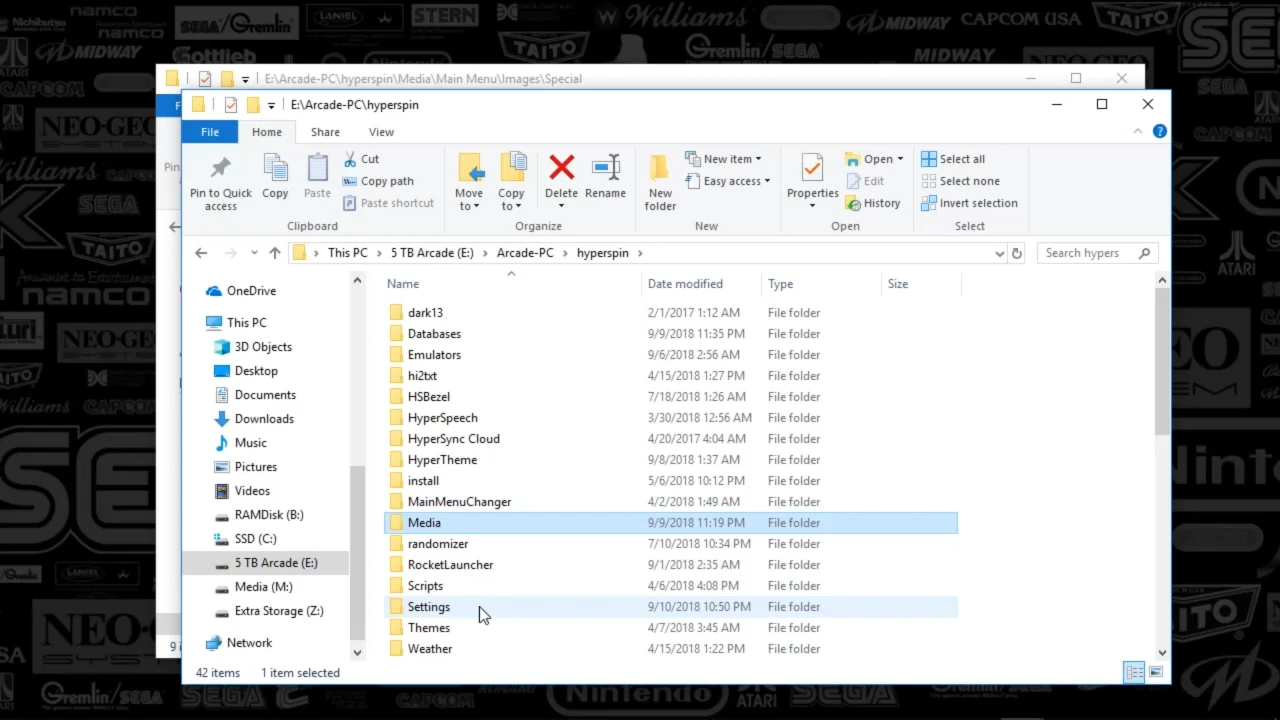 E:\Arcade-PC\hyperspin\Media\Main Menu\Images\Special
E:\Arcade-PC\hyperspin
File
Home
Share
View
Pin to Quick access
Copy
Paste
Cut
Copy path
Paste shortcut
Clipboard
Move to
Copy to
Delete
Rename
Organize
New folder
New item
Easy access
New
Properties
Open
Edit
History
Open
Select all
Select none
Invert selection
Select
This PC
5 TB Arcade (E:)
Arcade-PC
hyperspin
Search hypers
OneDrive
This PC
3D Objects
Desktop
Documents
Downloads
Music
Pictures
Videos
RAMDisk (B:)
SSD (C:)
5 TB Arcade (E:)
Media (M:)
Extra Storage (Z:)
Network
Name Date modified Type Size
dark13 2/1/2017 1:12 AM File folder
Databases 9/9/2018 11:35 PM File folder
Emulators 9/6/2018 2:56 AM File folder
hi2txt 4/15/2018 1:27 PM File folder
HSBezel 7/18/2018 1:26 AM File folder
HyperSpeech 3/30/2018 12:56 AM File folder
HyperSync Cloud 4/20/2017 4:04 AM File folder
HyperTheme 9/8/2018 1:37 AM File folder
install 5/6/2018 10:12 PM File folder
MainMenuChanger 4/2/2018 1:49 AM File folder
Media 9/9/2018 11:19 PM File folder
randomizer 7/10/2018 10:34 PM File folder
RocketLauncher 9/1/2018 2:35 AM File folder
Scripts 4/6/2018 4:08 PM File folder
Settings 9/10/2018 10:50 PM File folder
Themes 4/7/2018 3:45 AM File folder
Weather 4/15/2018 1:22 PM File folder
42 items 1 item selected